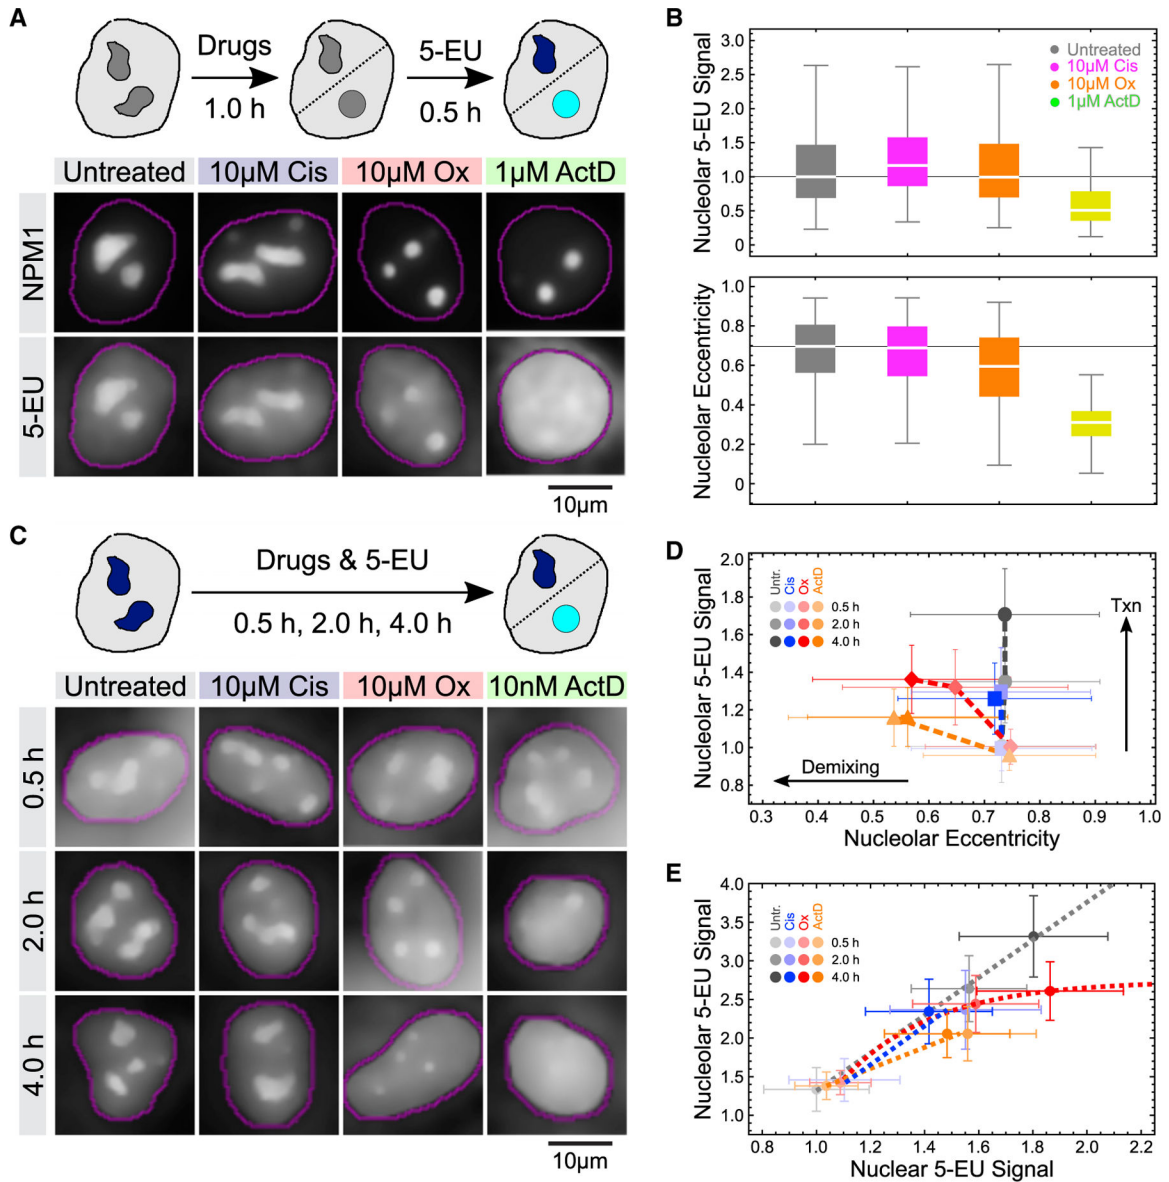 A
Drugs
1.0 h
5-EU
0.5 h
Untreated
10µM Cis
10µM Ox
1µM ActD
NPM1
5-EU
10µm
B
Nucleolar 5-EU Signal
3.0
2.5
2.0
1.5
1.0
0.5
0
Untreated
10µM Cis
10µM Ox
1µM ActD
Nucleolar Eccentricity
1.0
0.8
0.6
0.4
0.2
0
C
Drugs & 5-EU
0.5 h, 2.0 h, 4.0 h
Untreated
10µM Cis
10µM Ox
10nM ActD
0.5 h
2.0 h
4.0 h
10µm
D
Nucleolar 5-EU Signal
2.0
1.8
1.6
1.4
1.2
1.0
0.8
Untr.
Cis
Ox
ActD
0.5 h
2.0 h
4.0 h
Txn
Demixing
0.3 0.4 0.5 0.6 0.7 0.8 0.9 1.0
Nucleolar Eccentricity
E
Nucleolar 5-EU Signal
4.0
3.5
3.0
2.5
2.0
1.5
1.0
Untr.
Cis
Ox
ActD
0.5 h
2.0 h
4.0 h
0.8 1.0 1.2 1.4 1.6 1.8 2.0 2.2
Nuclear 5-EU Signal